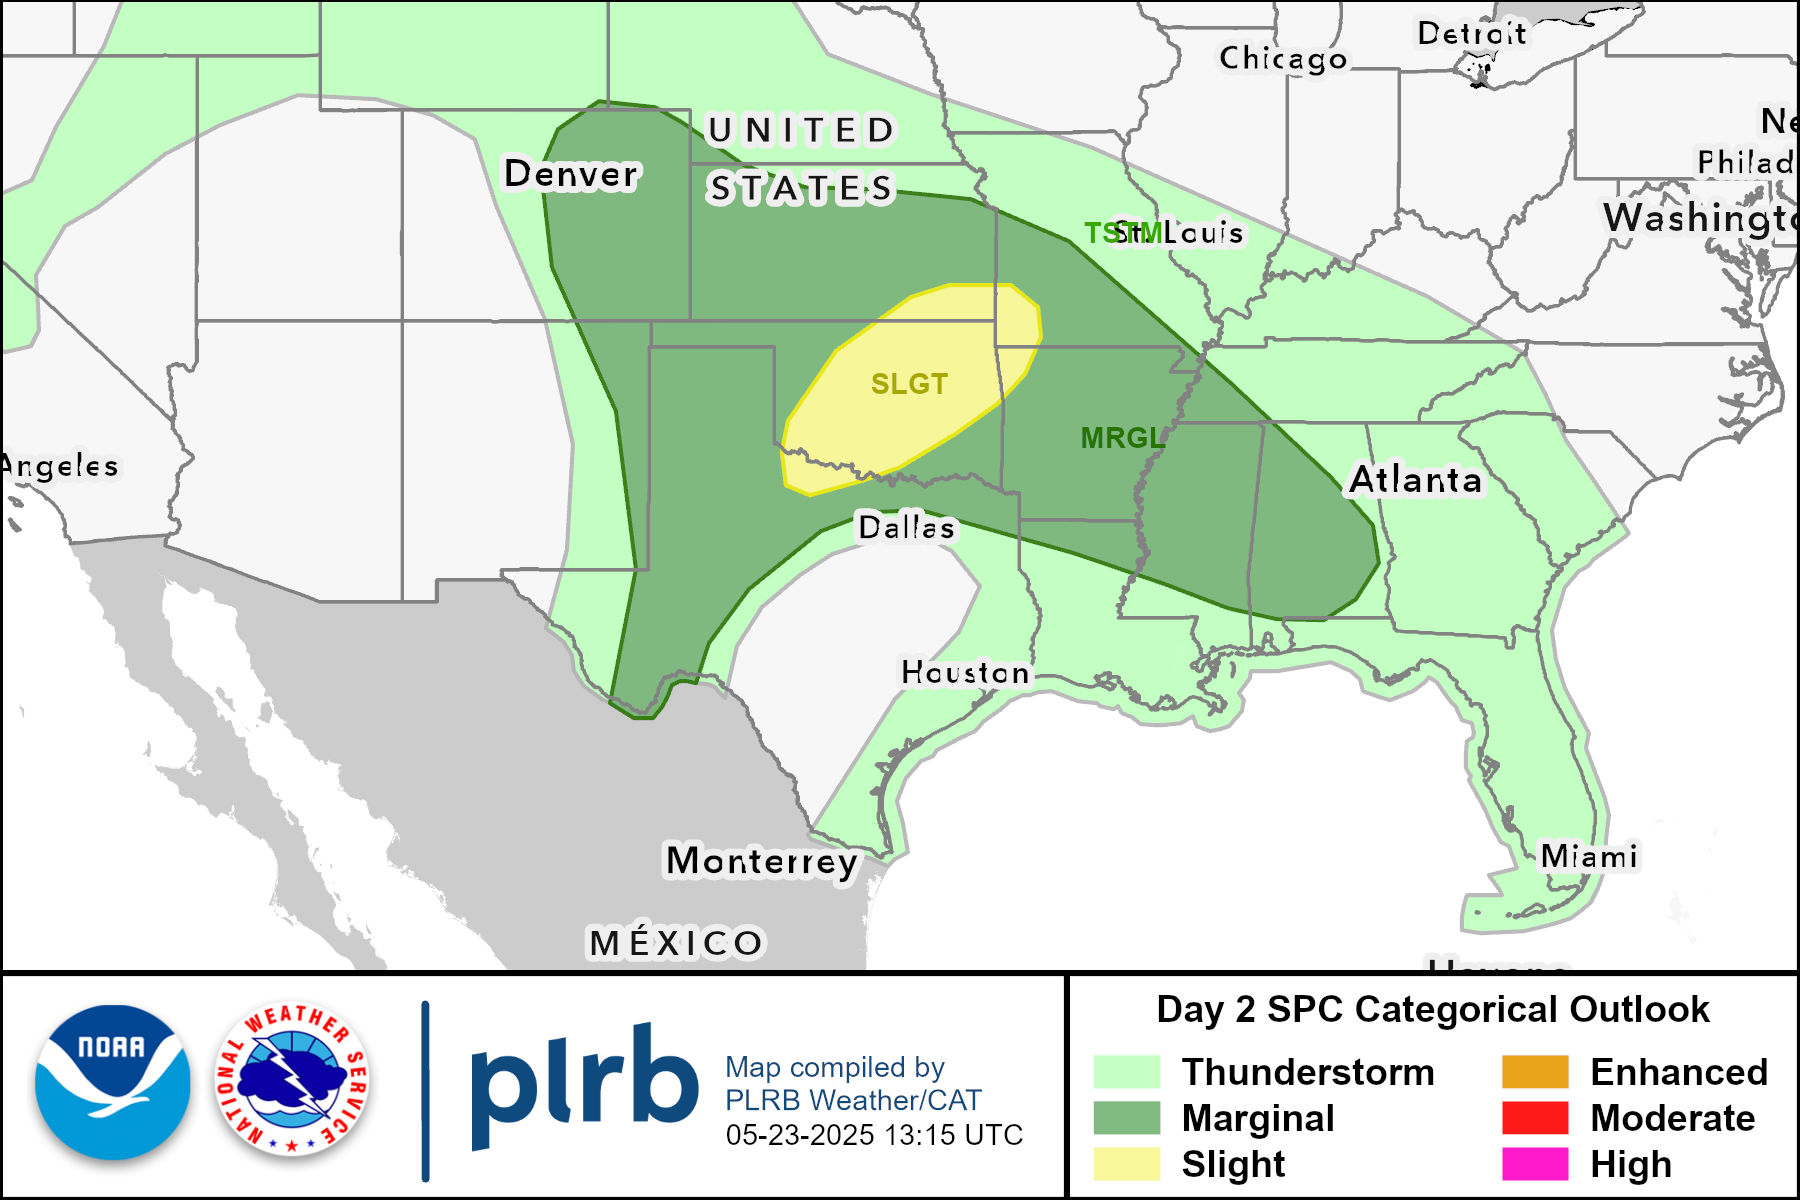 Detroit
Chicago
UNITED
Ne
Philad
Denver
STATES
Washingto
TSTM
St. Louis
SLGT
MRGL
Angeles
Atlanta
Dallas
Houston
Miami
Monterrey
MÉXICO
NOAA
NATIONAL WEATHER SERVICE
plrb
Map compiled by
PLRB Weather/CAT
05-23-2025 13:15 UTC
Day 2 SPC Categorical Outlook
Thunderstorm
Marginal
Slight
Enhanced
Moderate
High